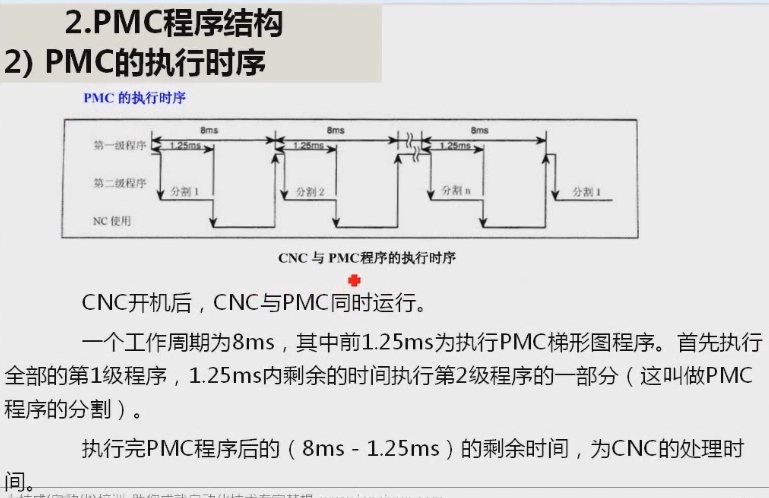 2.PMC程序结构
2) PMC的执行时序
PMC 的执行时序
8ms 8ms 8ms
第一级程序 1.25ms 1.25ms 1.25ms
第二级程序 分割 1 分割 2 分割 n 分割 1
NC 使用
CNC 与 PMC程序的执行时序
CNC开机后，CNC与PMC同时运行。
一个工作周期为8ms，其中前1.25ms为执行PMC梯形图程序。首先执行
全部的第1级程序，1.25ms内剩余的时间执行第2级程序的一部分（这叫做PMC
程序的分割）。
执行完PMC程序后的（8ms－1.25ms）的剩余时间，为CNC的处理时
间。